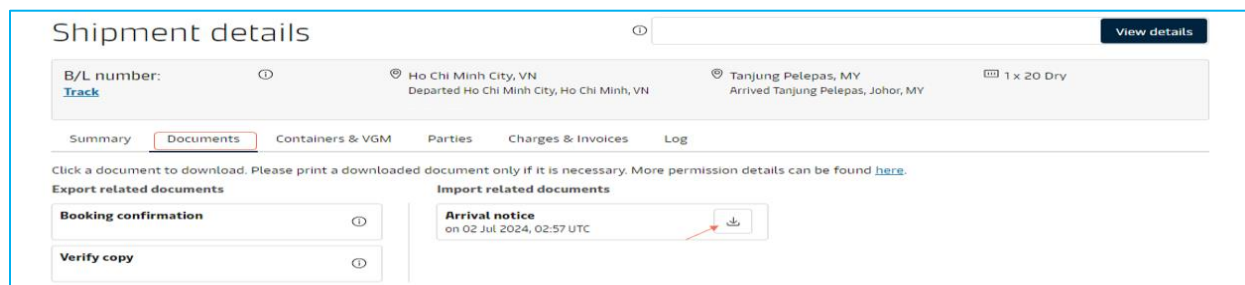 Shipment details
View details
B/L number:
Track
Ho Chi Minh City, VN
Departed Ho Chi Minh City, Ho Chi Minh, VN
Tanjung Pelepas, MY
Arrived Tanjung Pelepas, Johor, MY
1 x 20 Dry
Summary Documents Containers & VGM Parties Charges & Invoices Log
Click a document to download. Please print a downloaded document only if it is necessary. More permission details can be found here.
Export related documents
Booking confirmation
Verify copy
Import related documents
Arrival notice
on 02 Jul 2024, 02:57 UTC